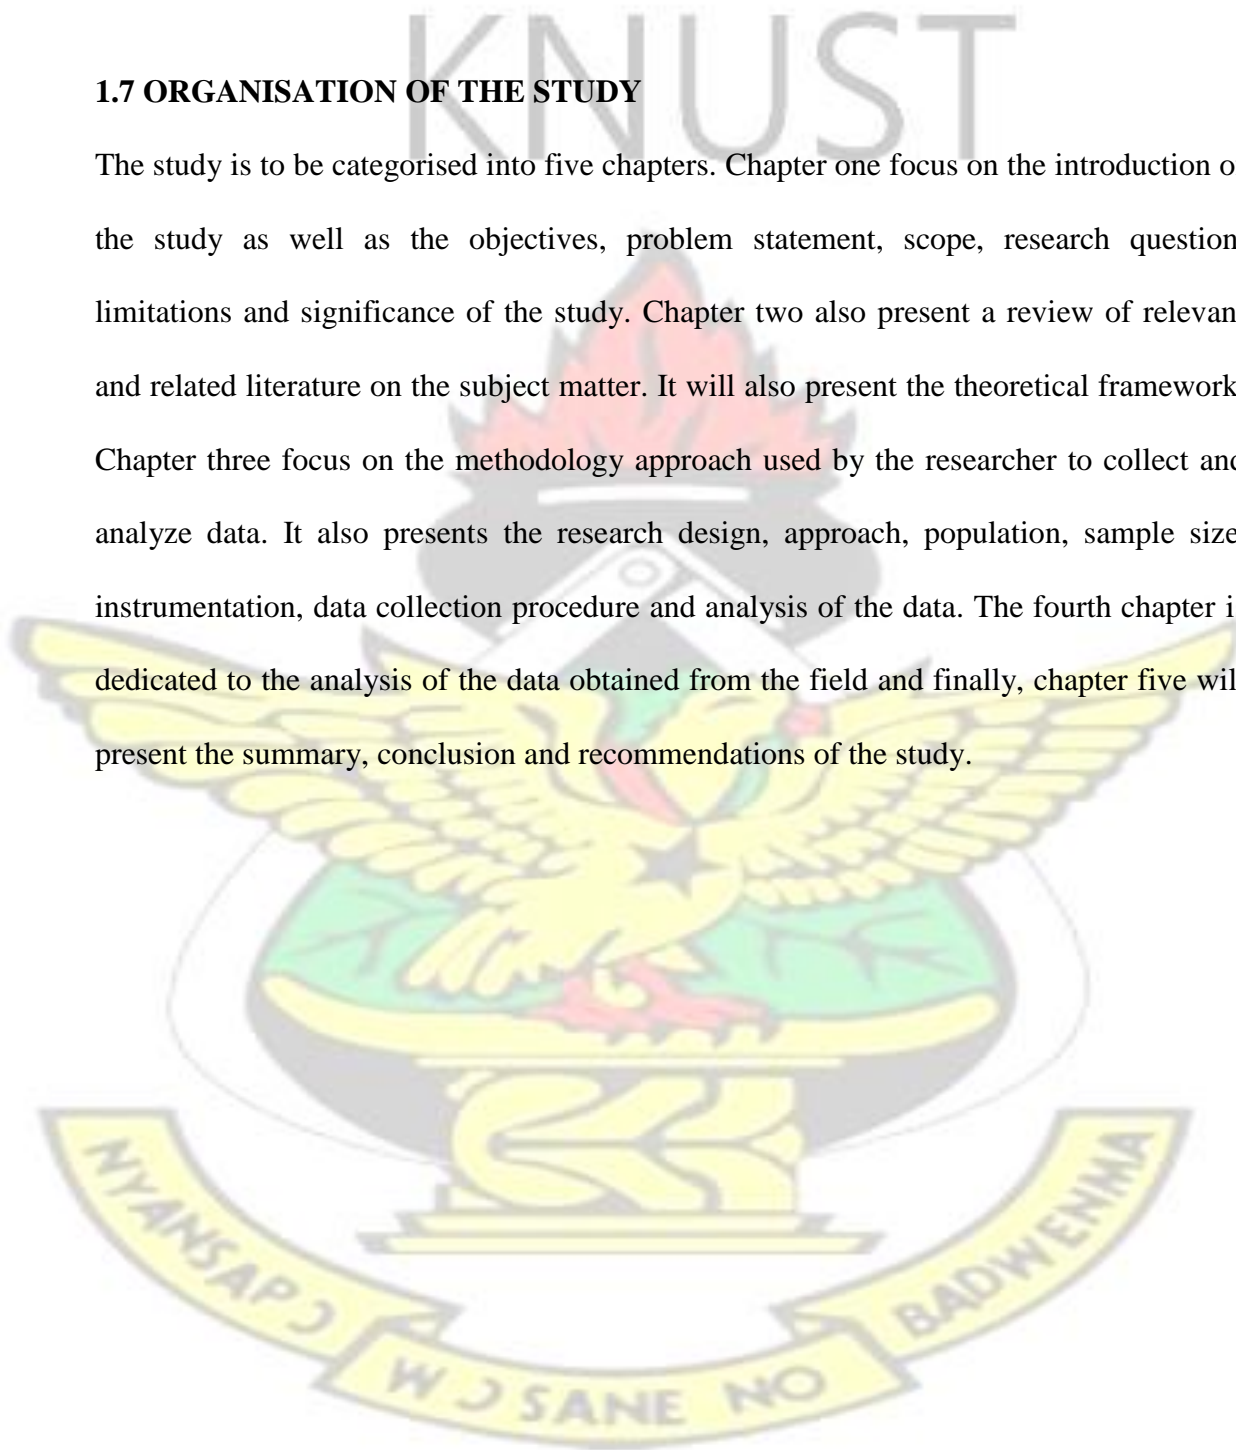 KNUST
1.7 ORGANISATION OF THE STUDY
The study is to be categorised into five chapters. Chapter one focus on the introduction o
the study as well as the objectives, problem statement, scope, research question
limitations and significance of the study. Chapter two also present a review of relevan
and related literature on the subject matter. It will also present the theoretical framework
Chapter three focus on the methodology approach used by the researcher to collect and
analyze data. It also presents the research design, approach, population, sample size
instrumentation, data collection procedure and analysis of the data. The fourth chapter i
dedicated to the analysis of the data obtained from the field and finally, chapter five wil
present the summary, conclusion and recommendations of the study.
NYANSAPƆ WƆSANE NO BADWENMA